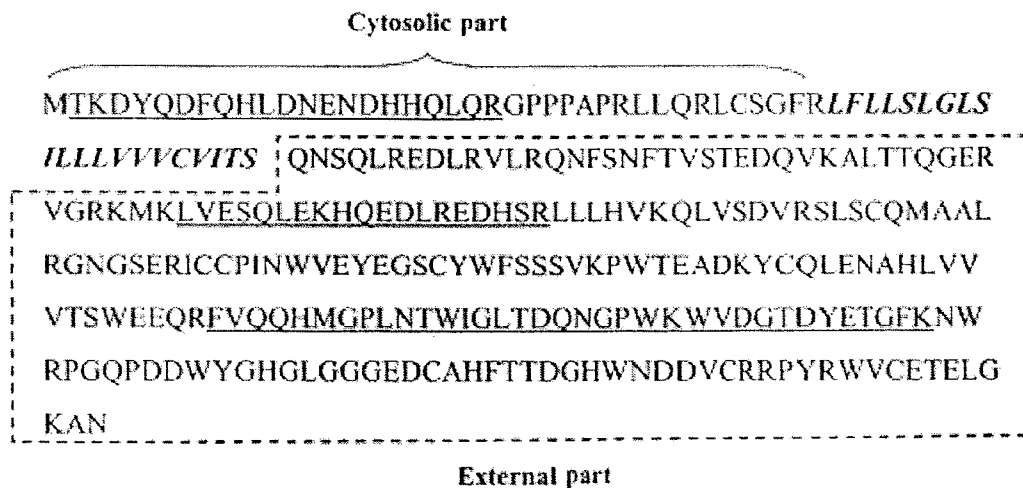 Cytosolic part
MTKDYQDFQHLDNENDHHQLQRGPPPAPRLLQRLCSGFRLFLLSLGLS
ILLLVVVCVITS QNSQLREDLRVLRQNFSNFTVSTEDQVKALTTQGER
VGRKMKLVESQLEKHQEDLREDHSRLLLHVKQLVSDVRSLSCQMAAL
RGNGSERICCPINWVEYEGSCYWFSSSVKPWTEADKYCQLENAHLVV
VTSWEEQRFVQQHMGPLNTWIGLTDQNGPWKWVDGTDYETGFKNW
RPGQPDDWYGHGLGGGEDCAHFTTDGHWNDDVCRRPYRWVCETELG
KAN
External part